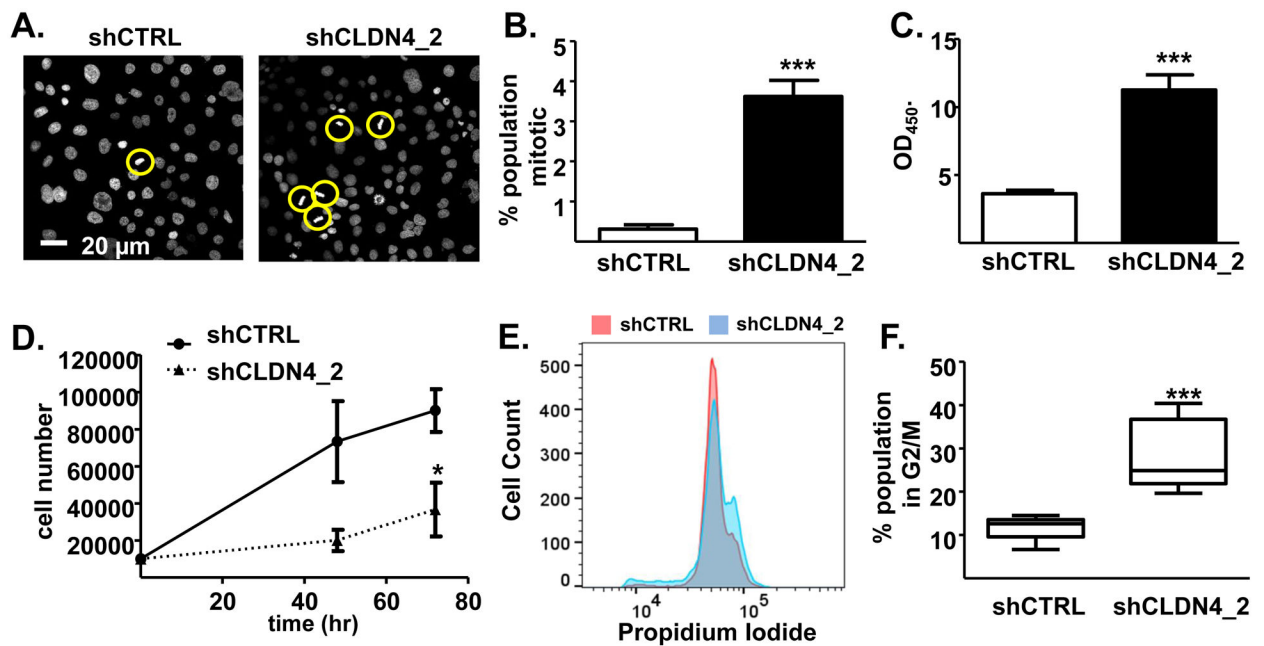 A.
shCTRL
shCLDN4_2
20 µm
B.
% population
mitotic
5
4
3
2
1
***
shCTRL
shCLDN4_2
C.
OD450-
15
10
5
***
shCTRL
shCLDN4_2
D.
shCTRL
shCLDN4_2
cell number
120000
100000
80000
60000
40000
20000
*
20
40
60
80
time (hr)
E.
shCTRL
shCLDN4_2
Cell Count
500
400
300
200
100
0
10^4
10^5
Propidium Iodide
F.
% population
in G2/M
50
40
30
20
10
***
shCTRL
shCLDN4_2